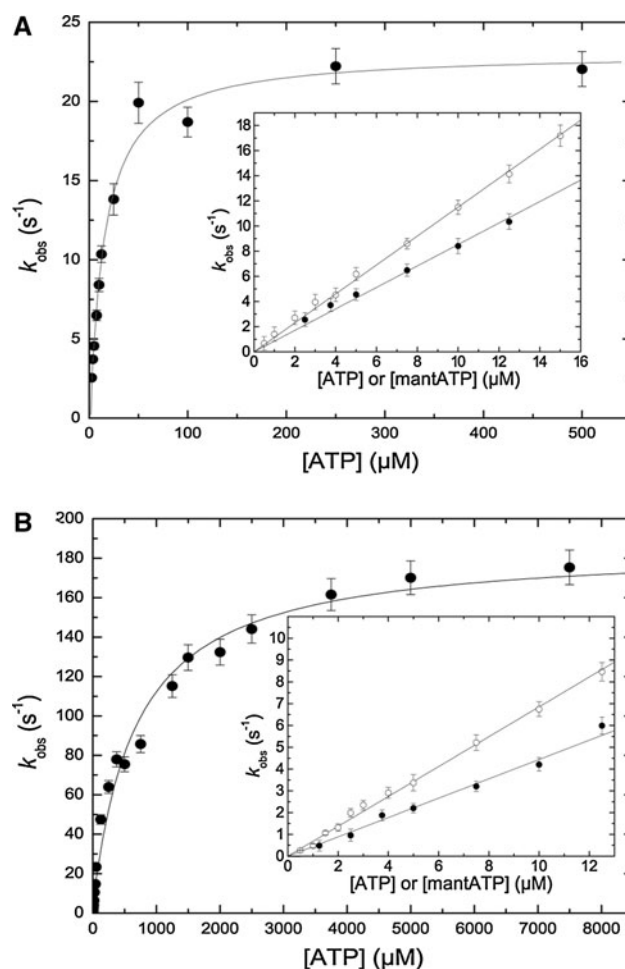 A
25
20
15
10
5
0
k_obs (s⁻¹)
0 100 200 300 400 500
[ATP] (µM)
18
16
14
12
10
8
6
4
2
0
k_obs (s⁻¹)
0 2 4 6 8 10 12 14 16
[ATP] or [mantATP] (µM)
B
200
180
160
140
120
100
80
60
40
20
0
k_obs (s⁻¹)
0 1000 2000 3000 4000 5000 6000 7000 8000
[ATP] (µM)
10
9
8
7
6
5
4
3
2
1
0
k_obs (s⁻¹)
0 2 4 6 8 10 12
[ATP] or [mantATP] (µM)